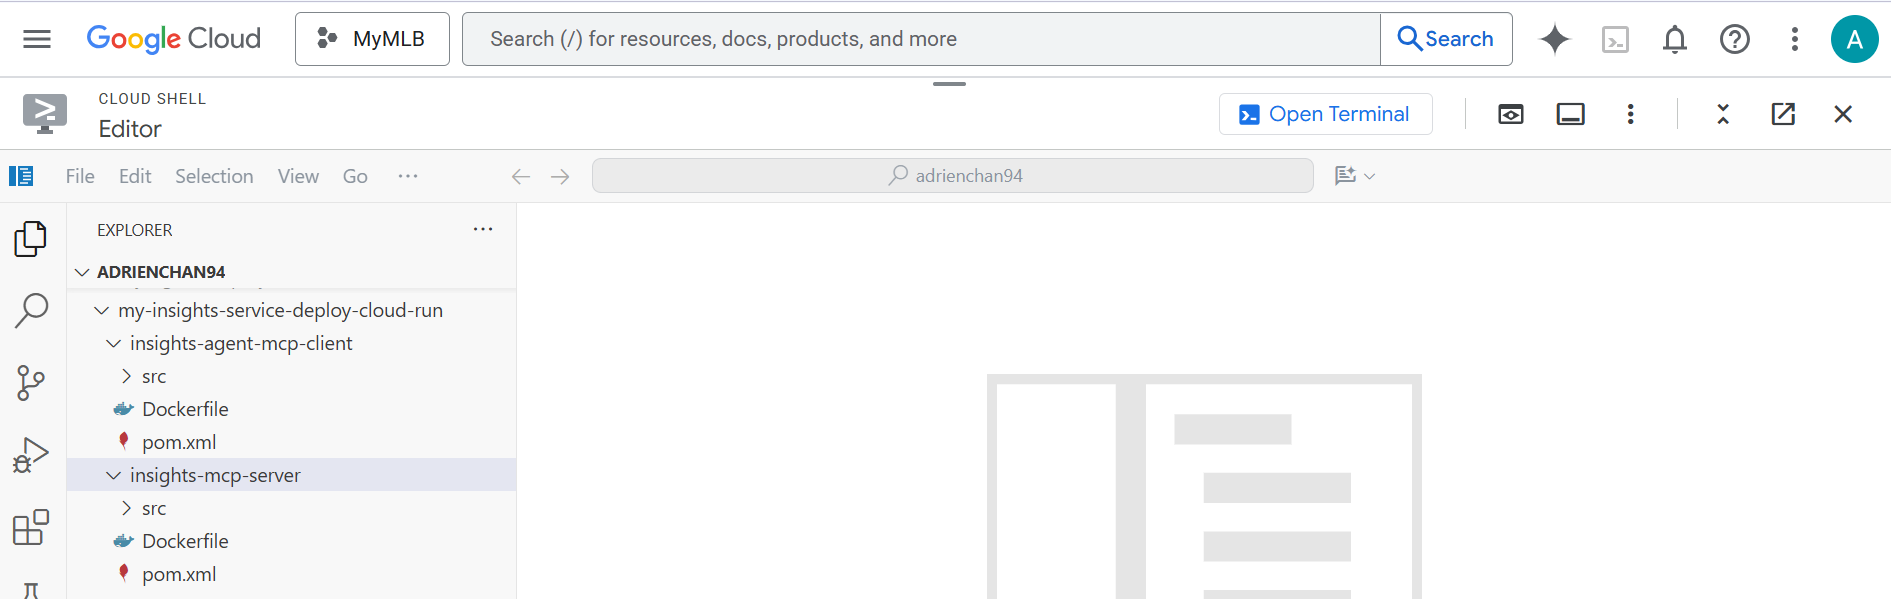 Google Cloud
MyMLB
Search (/) for resources, docs, products, and more
Search
A
CLOUD SHELL
Editor
Open Terminal
File Edit Selection View Go ...
adrienchan94
EXPLORER
ADRIENCHAN94
my-insights-service-deploy-cloud-run
insights-agent-mcp-client
src
Dockerfile
pom.xml
insights-mcp-server
src
Dockerfile
pom.xml